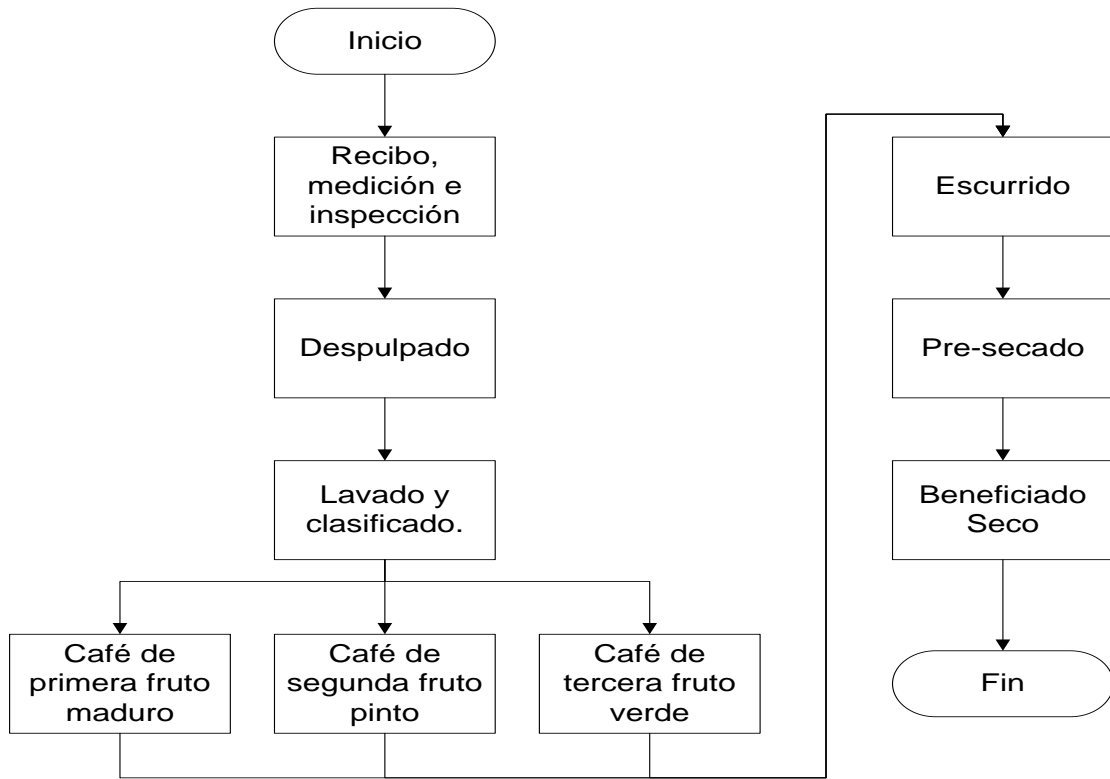 Inicio
Recibo,
medición e
inspección
Despulpado
Lavado y
clasificado.
Café de
primera fruto
maduro
Café de
segunda fruto
pinto
Café de
tercera fruto
verde
Escurrido
Pre-secado
Beneficiado
Seco
Fin